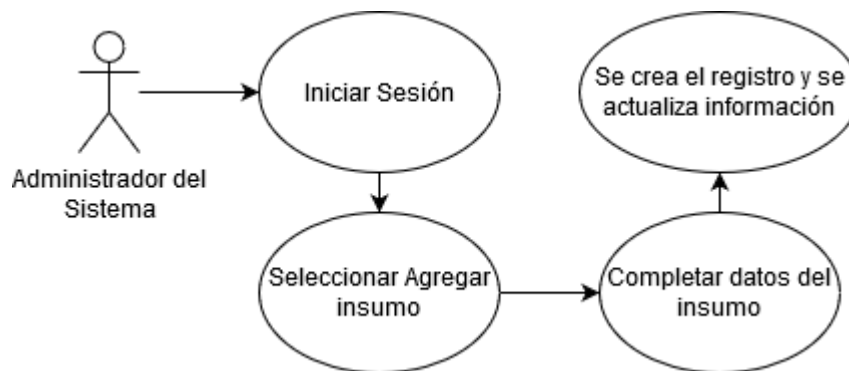 Administrador del
Sistema
Iniciar Sesión
Seleccionar Agregar
insumo
Completar datos del
insumo
Se crea el registro y se
actualiza información